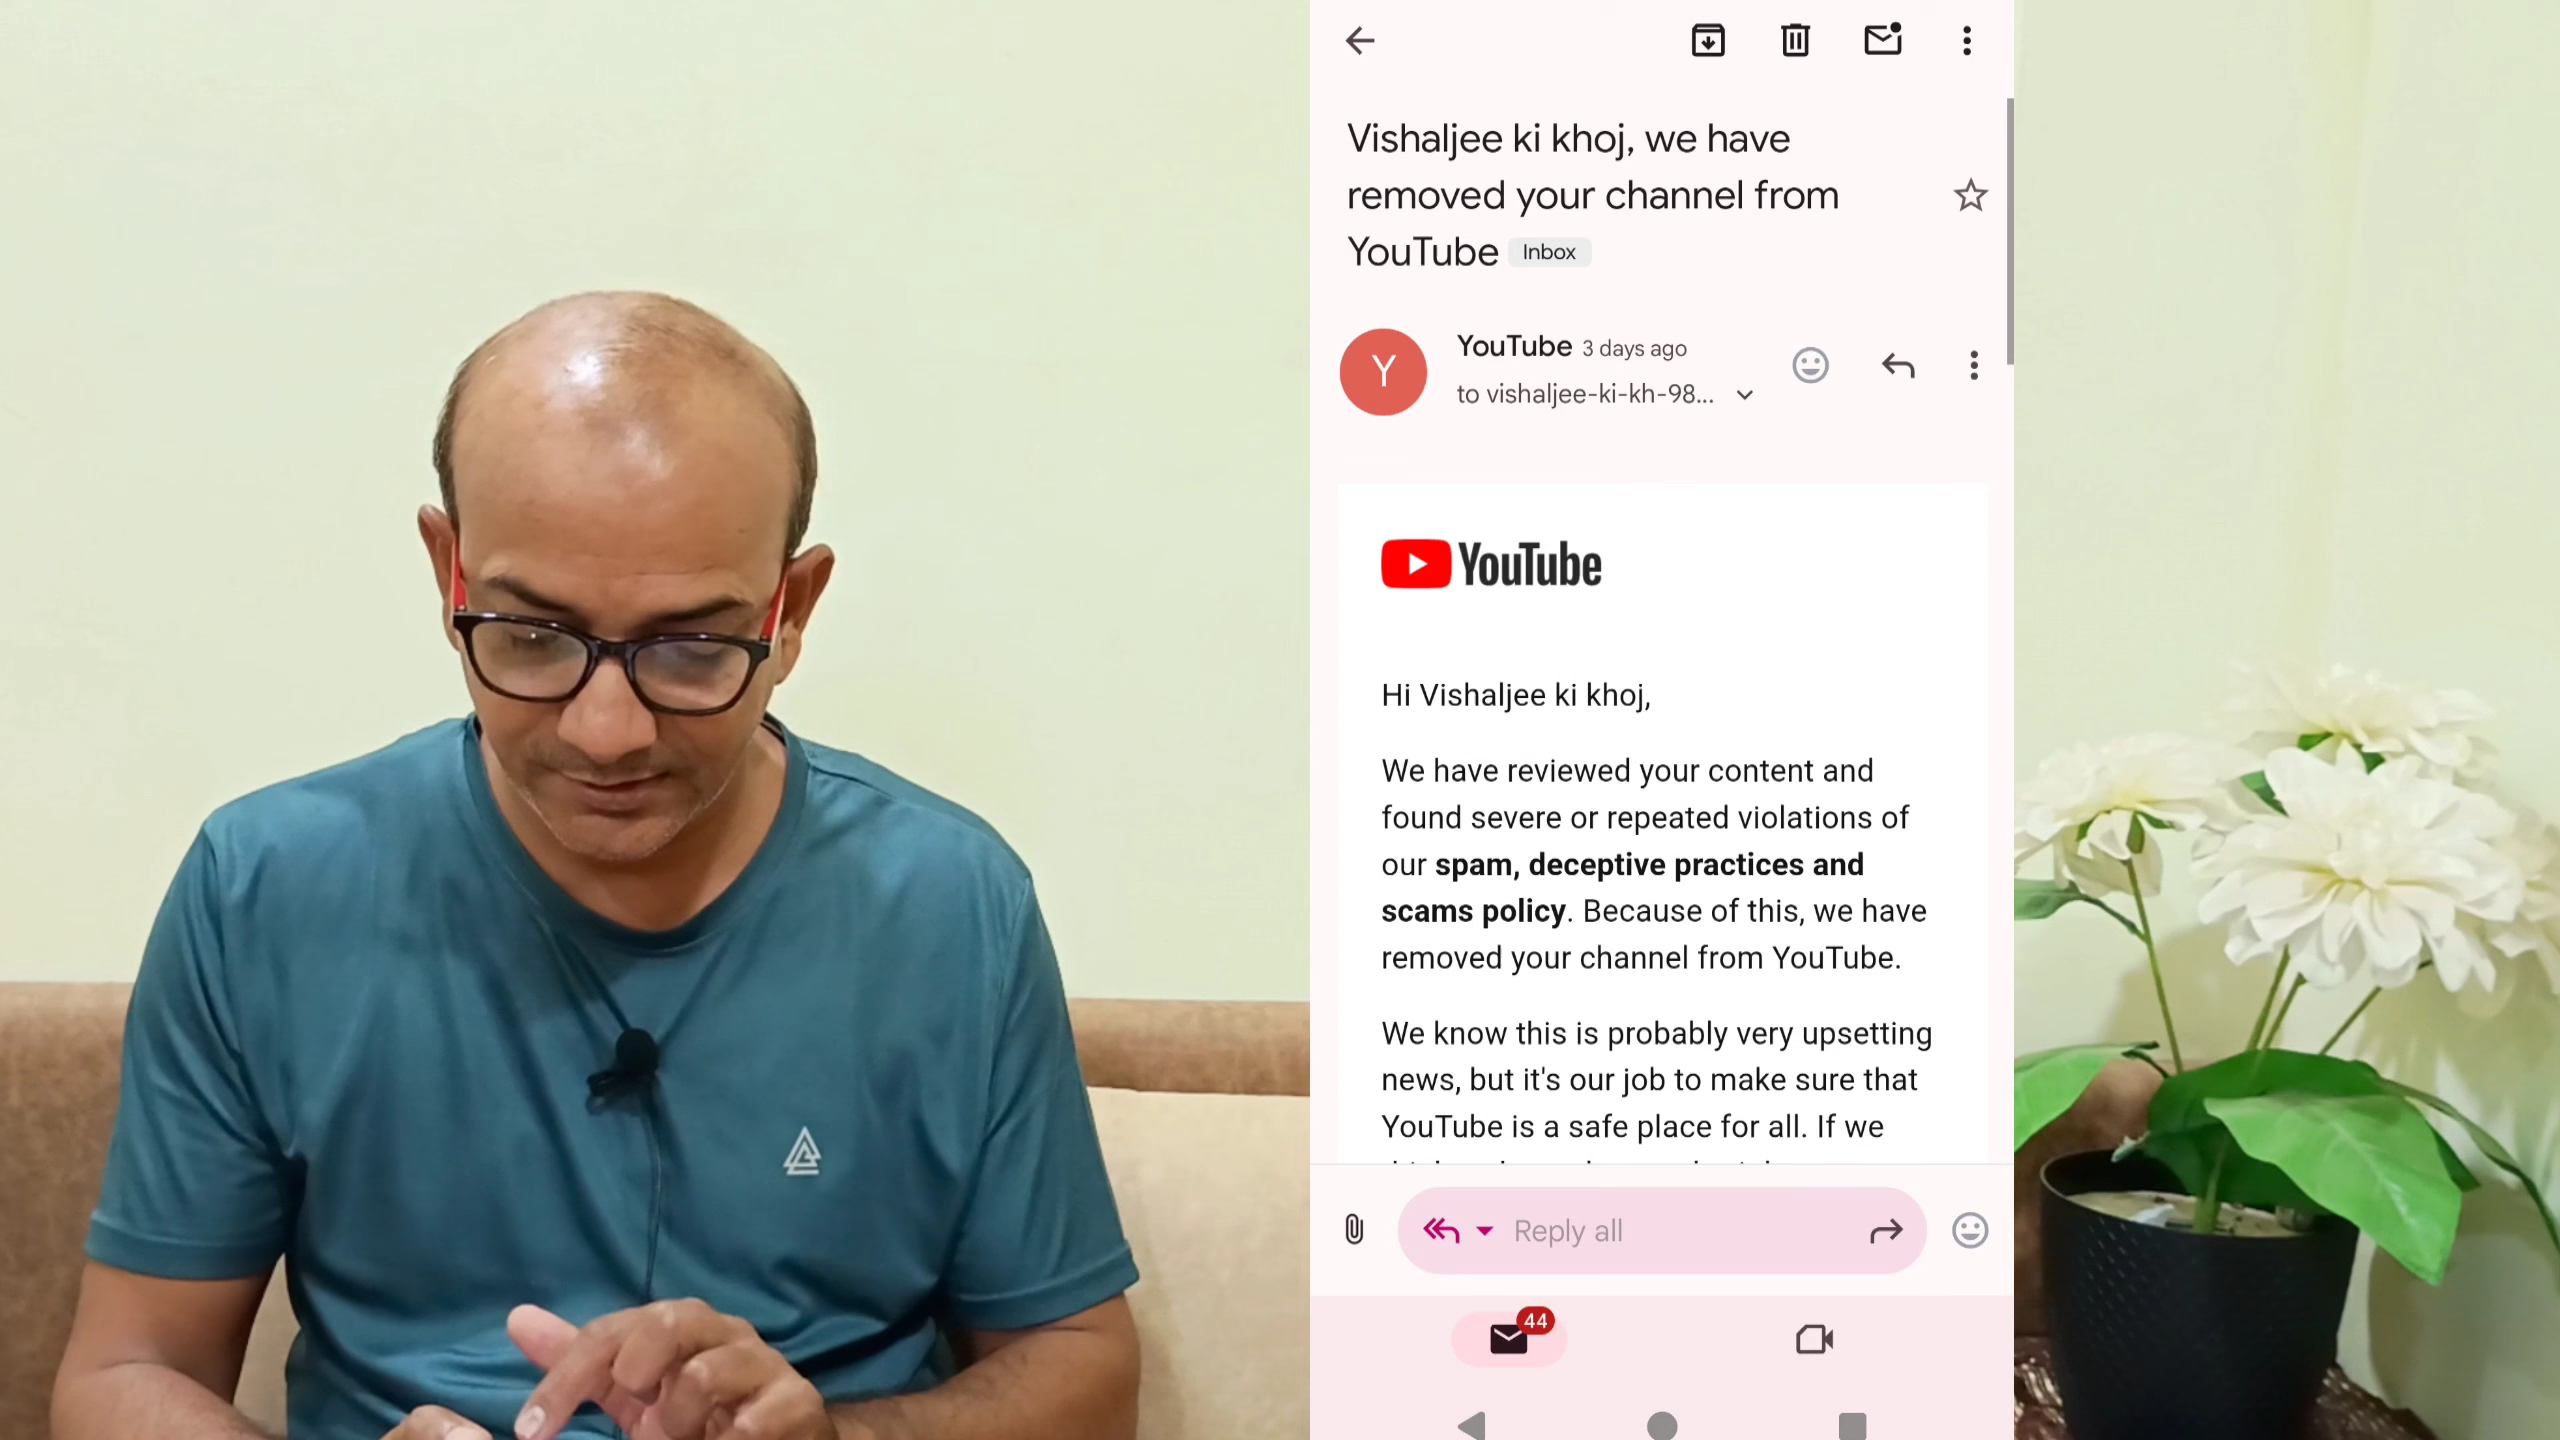 Vishaljee ki khoj, we have
removed your channel from
YouTube Inbox
Y
YouTube 3 days ago
to vishaljee-ki-kh-98...
YouTube
Hi Vishaljee ki khoj,
We have reviewed your content and
found severe or repeated violations of
our spam, deceptive practices and
scams policy. Because of this, we have
removed your channel from YouTube.
We know this is probably very upsetting
news, but it's our job to make sure that
YouTube is a safe place for all. If we
Reply all
44